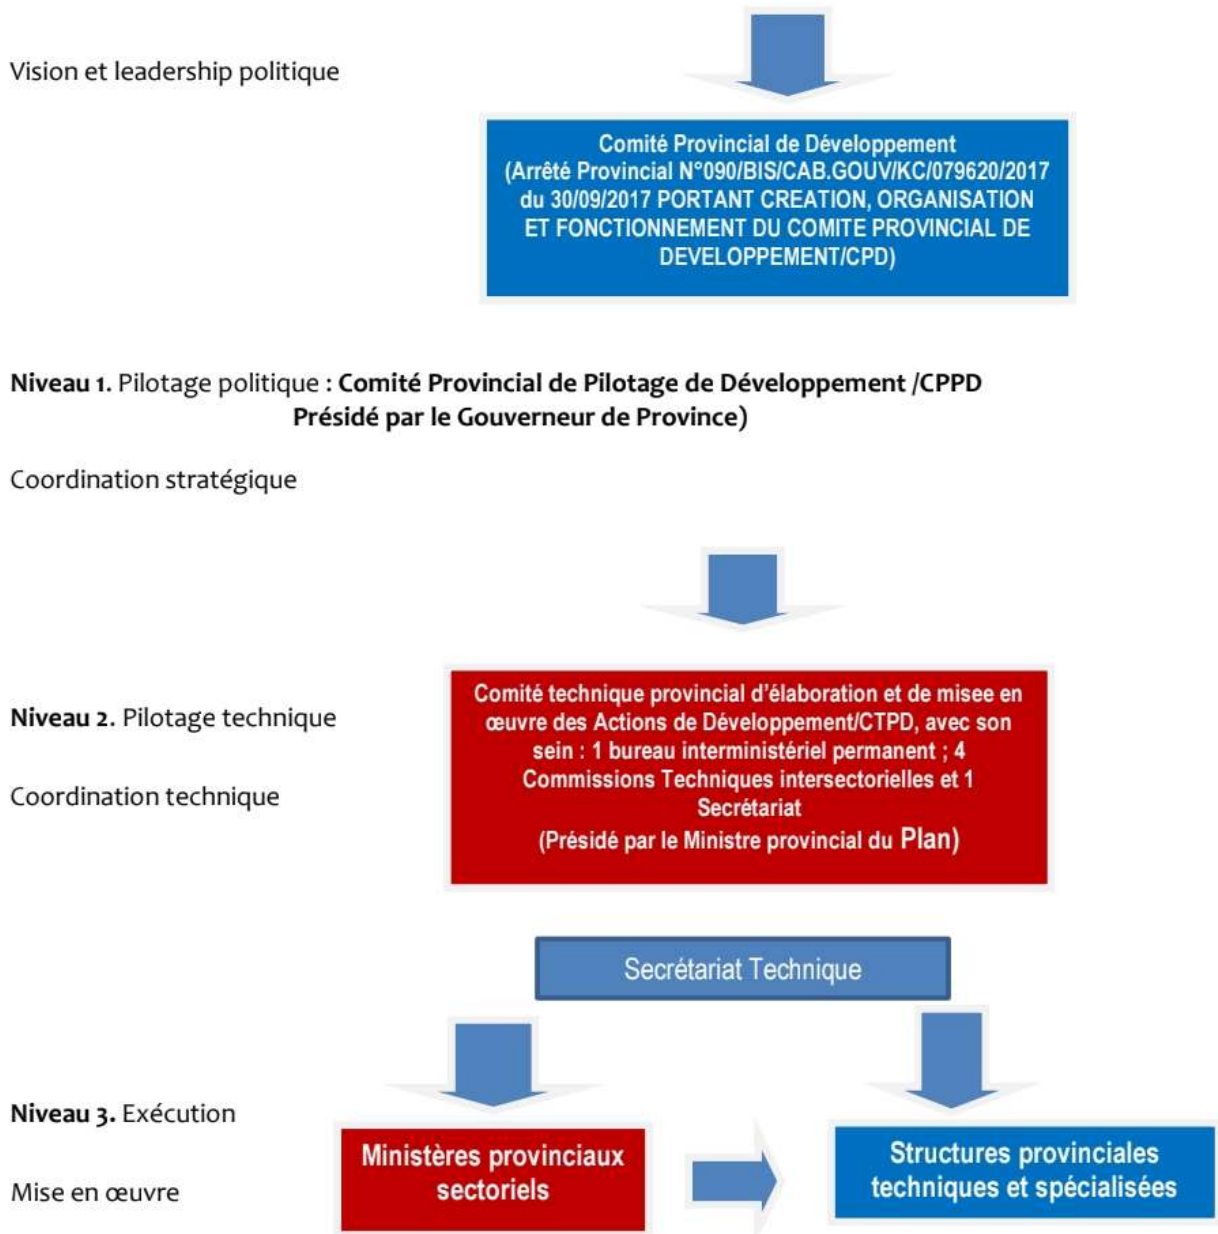 Vision et leadership politique
Comité Provincial de Développement
(Arrêté Provincial N°090/BIS/CAB.GOUV/KC/079620/2017
du 30/09/2017 PORTANT CREATION, ORGANISATION
ET FONCTIONNEMENT DU COMITE PROVINCIAL DE
DEVELOPPEMENT/CPD)
Niveau 1. Pilotage politique : Comité Provincial de Pilotage de Développement /CPPD
Présidé par le Gouverneur de Province)
Coordination stratégique
Comité technique provincial d'élaboration et de misee en
œuvre des Actions de Développement/CTPD, avec son
sein : 1 bureau interministériel permanent ; 4
Commissions Techniques intersectorielles et 1
Secrétariat
(Présidé par le Ministre provincial du Plan)
Niveau 2. Pilotage technique
Coordination technique
Secrétariat Technique
Niveau 3. Exécution
Mise en œuvre
Ministères provinciaux
sectoriels
Structures provinciales
techniques et spécialisées